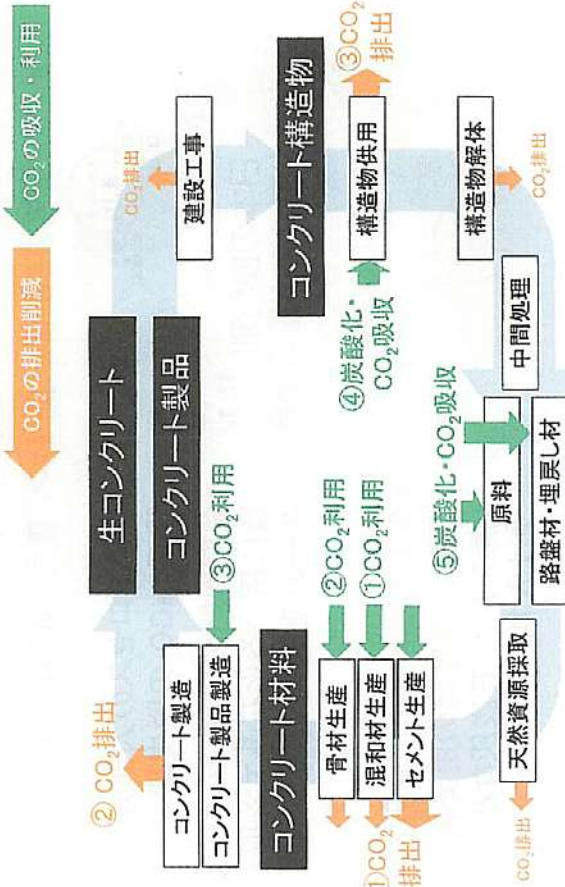 CO₂の排出削減
CO₂の吸収・利用
② CO₂排出
コンクリート製造
コンクリート製品製造
③CO₂利用
生コンクリート
コンクリート製品
CO₂排出
建設工事
コンクリート材料
骨材生産
混和材生産
セメント生産
②CO₂利用
①CO₂利用
①CO₂
排出
コンクリート構造物
④炭酸化・
CO₂吸収
構造物供用
③CO₂
排出
天然資源採取
CO₂排出
⑤炭酸化・CO₂吸収
原料
路盤材・埋戻し材
中間処理
構造物解体
CO₂排出